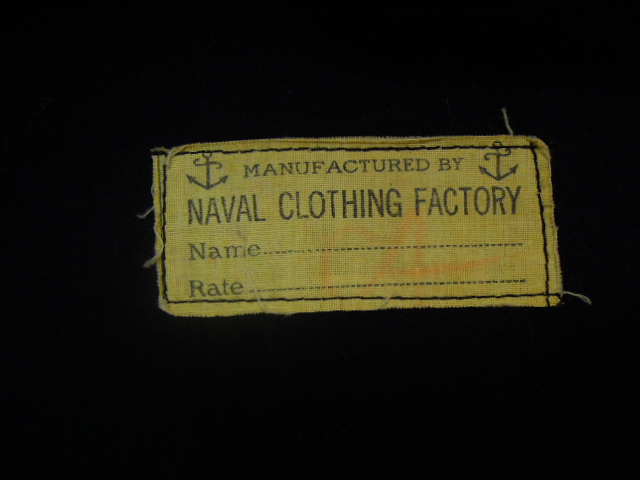 MANUFACTURED BY
NAVAL CLOTHING FACTORY
Name
Rate